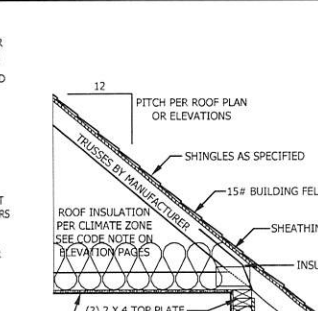 12
PITCH PER ROOF PLAN
OR ELEVATIONS
TRUSSES BY MANUFACTURER
SHINGLES AS SPECIFIED
15# BUILDING FEL
SHEATHIN
ROOF INSULATION
PER CLIMATE ZONE
SEE CODE NOTE ON
ELEVATION PAGES
INSU
(2) 2 X 4 TOP PLATE